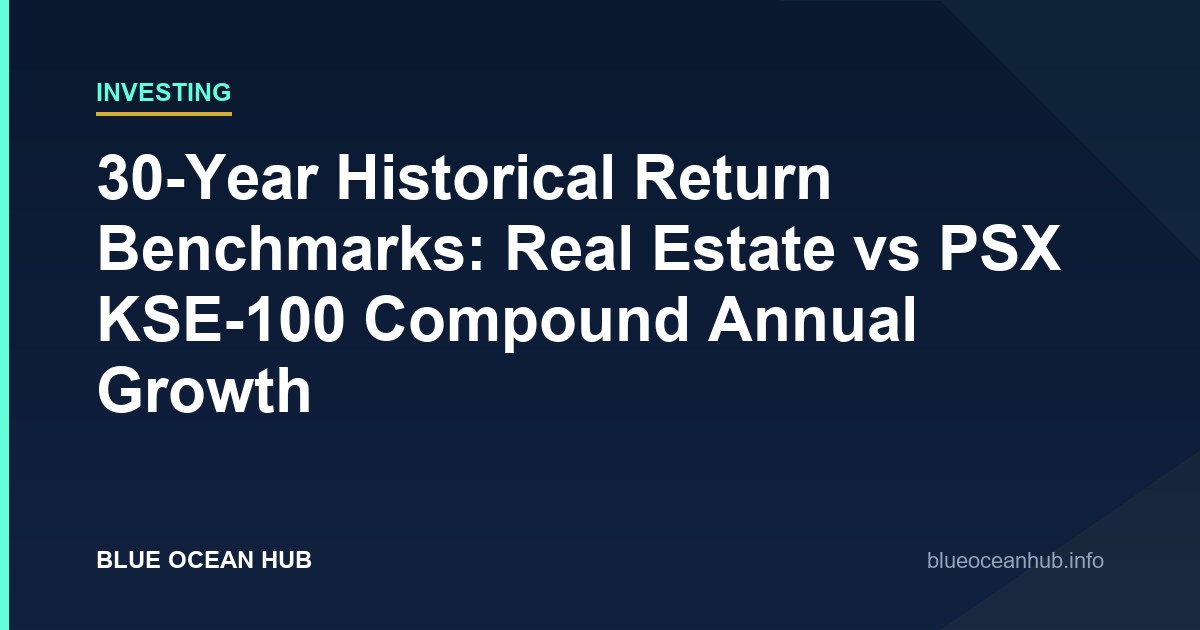 INVESTING
30-Year Historical Return
Benchmarks: Real Estate vs PSX
KSE-100 Compound Annual
Growth
BLUE OCEAN HUB
blueoceanhub.info